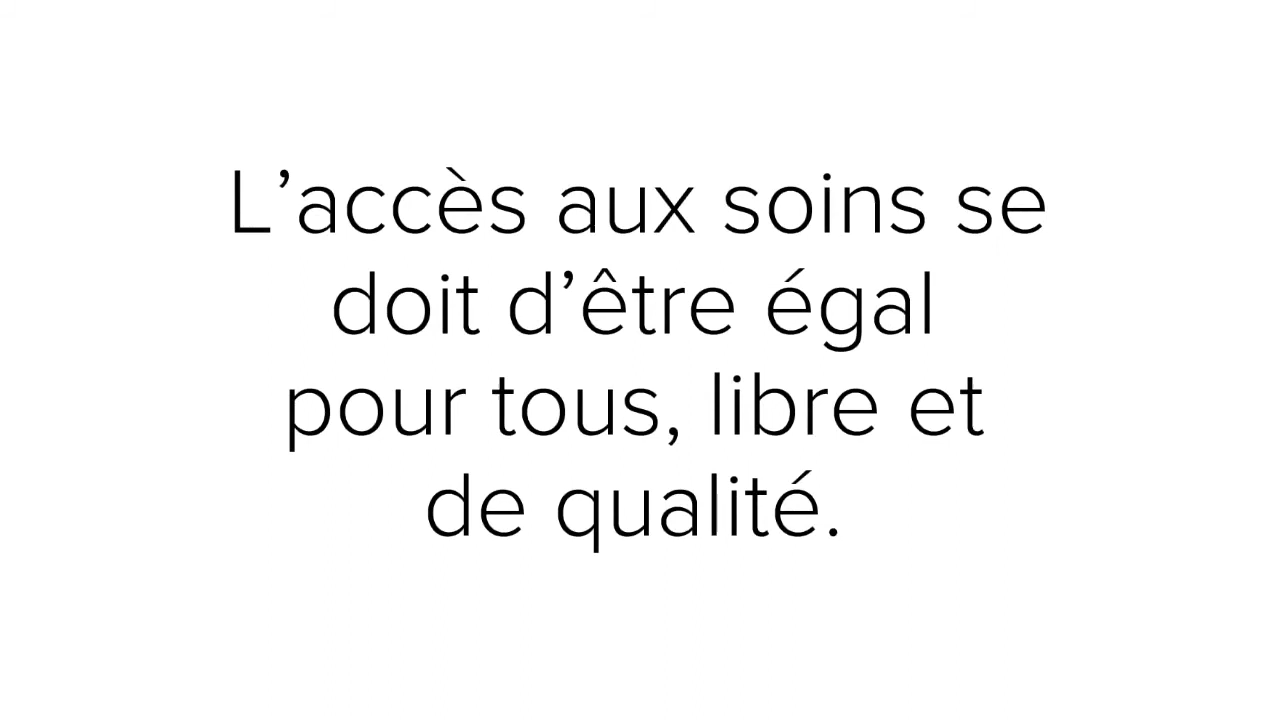 L’accès aux soins se
doit d’être égal
pour tous, libre et
de qualité.